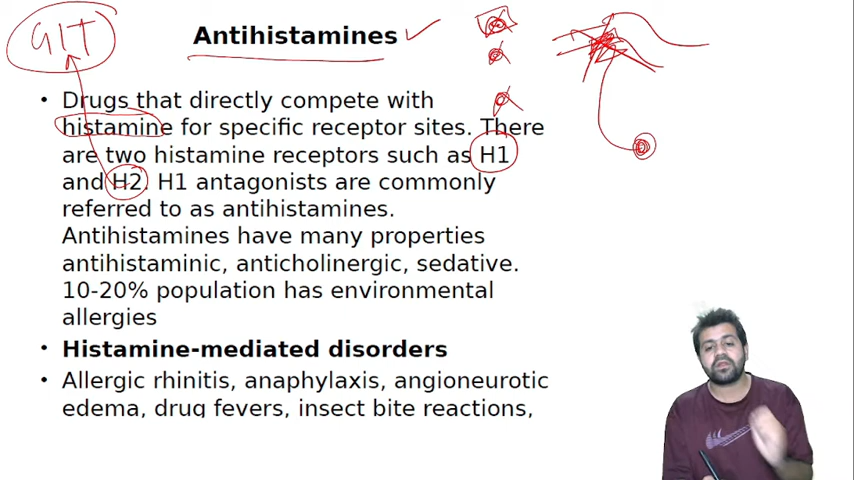 GIT
Antihistamines
• Drugs that directly compete with
histamine for specific receptor sites. There
are two histamine receptors such as H1
and H2. H1 antagonists are commonly
referred to as antihistamines.
Antihistamines have many properties
antihistaminic, anticholinergic, sedative.
10-20% population has environmental
allergies
• Histamine-mediated disorders
• Allergic rhinitis, anaphylaxis, angioneurotic
edema, drug fevers, insect bite reactions,